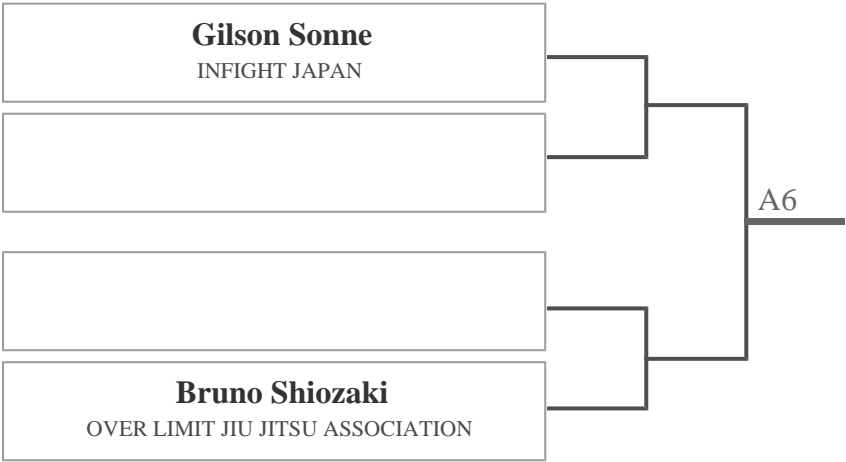 Gilson Sonne
INFIGHT JAPAN
A6
Bruno Shiozaki
OVER LIMIT JIU JITSU ASSOCIATION